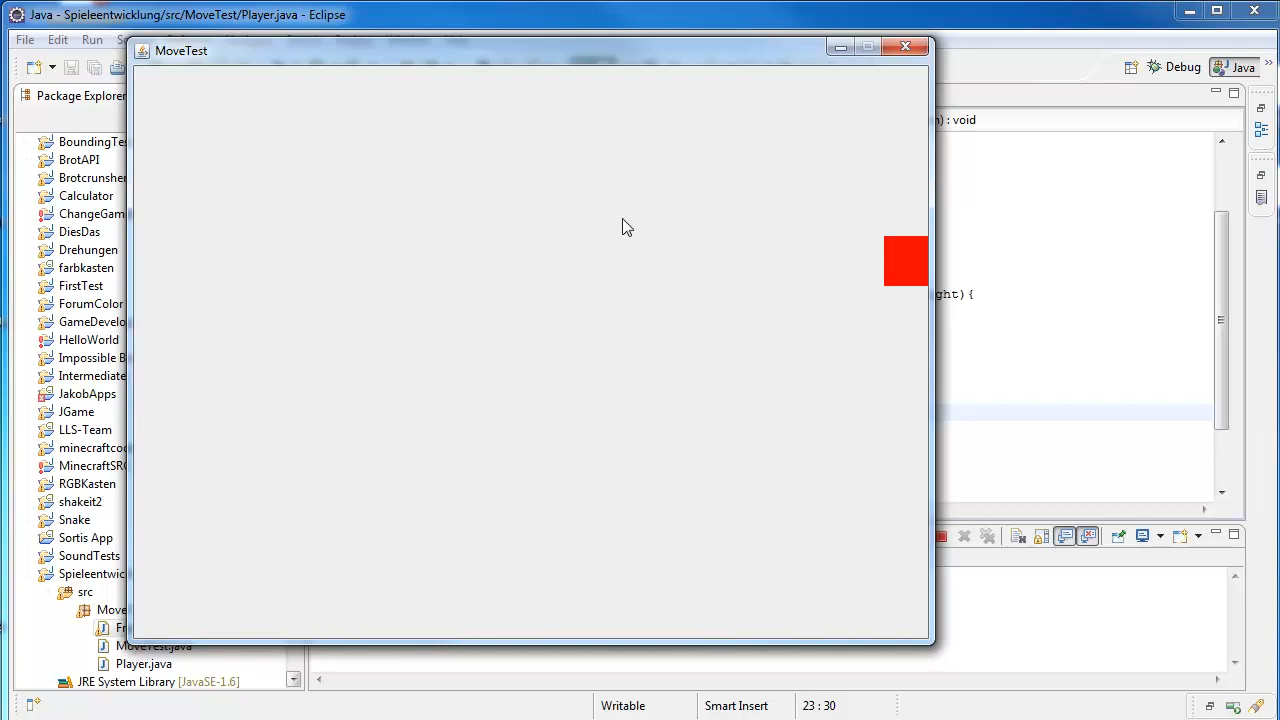 Java - Spieleentwicklung/src/MoveTest/Player.java - Eclipse
File Edit Run
MoveTest
Debug
Java
Package Explorer
) : void
BoundingTe
BrotAPI
Brotcrunsher
Calculator
ChangeGam
DiesDas
Drehungen
farbkasten
FirstTest
ForumColor
GameDevelo
HelloWorld
ght){
Impossible B
Intermediate
JakobApps
JGame
LLS-Team
minecraftcoc
MinecraftSRC
RGBKasten
shakeit2
Snake
Sortis App
SoundTests
Spieleentwic
src
Move
Fr
MoveTest.java
Player.java
JRE System Library [JavaSE-1.6]
Writable
Smart Insert
23 : 30